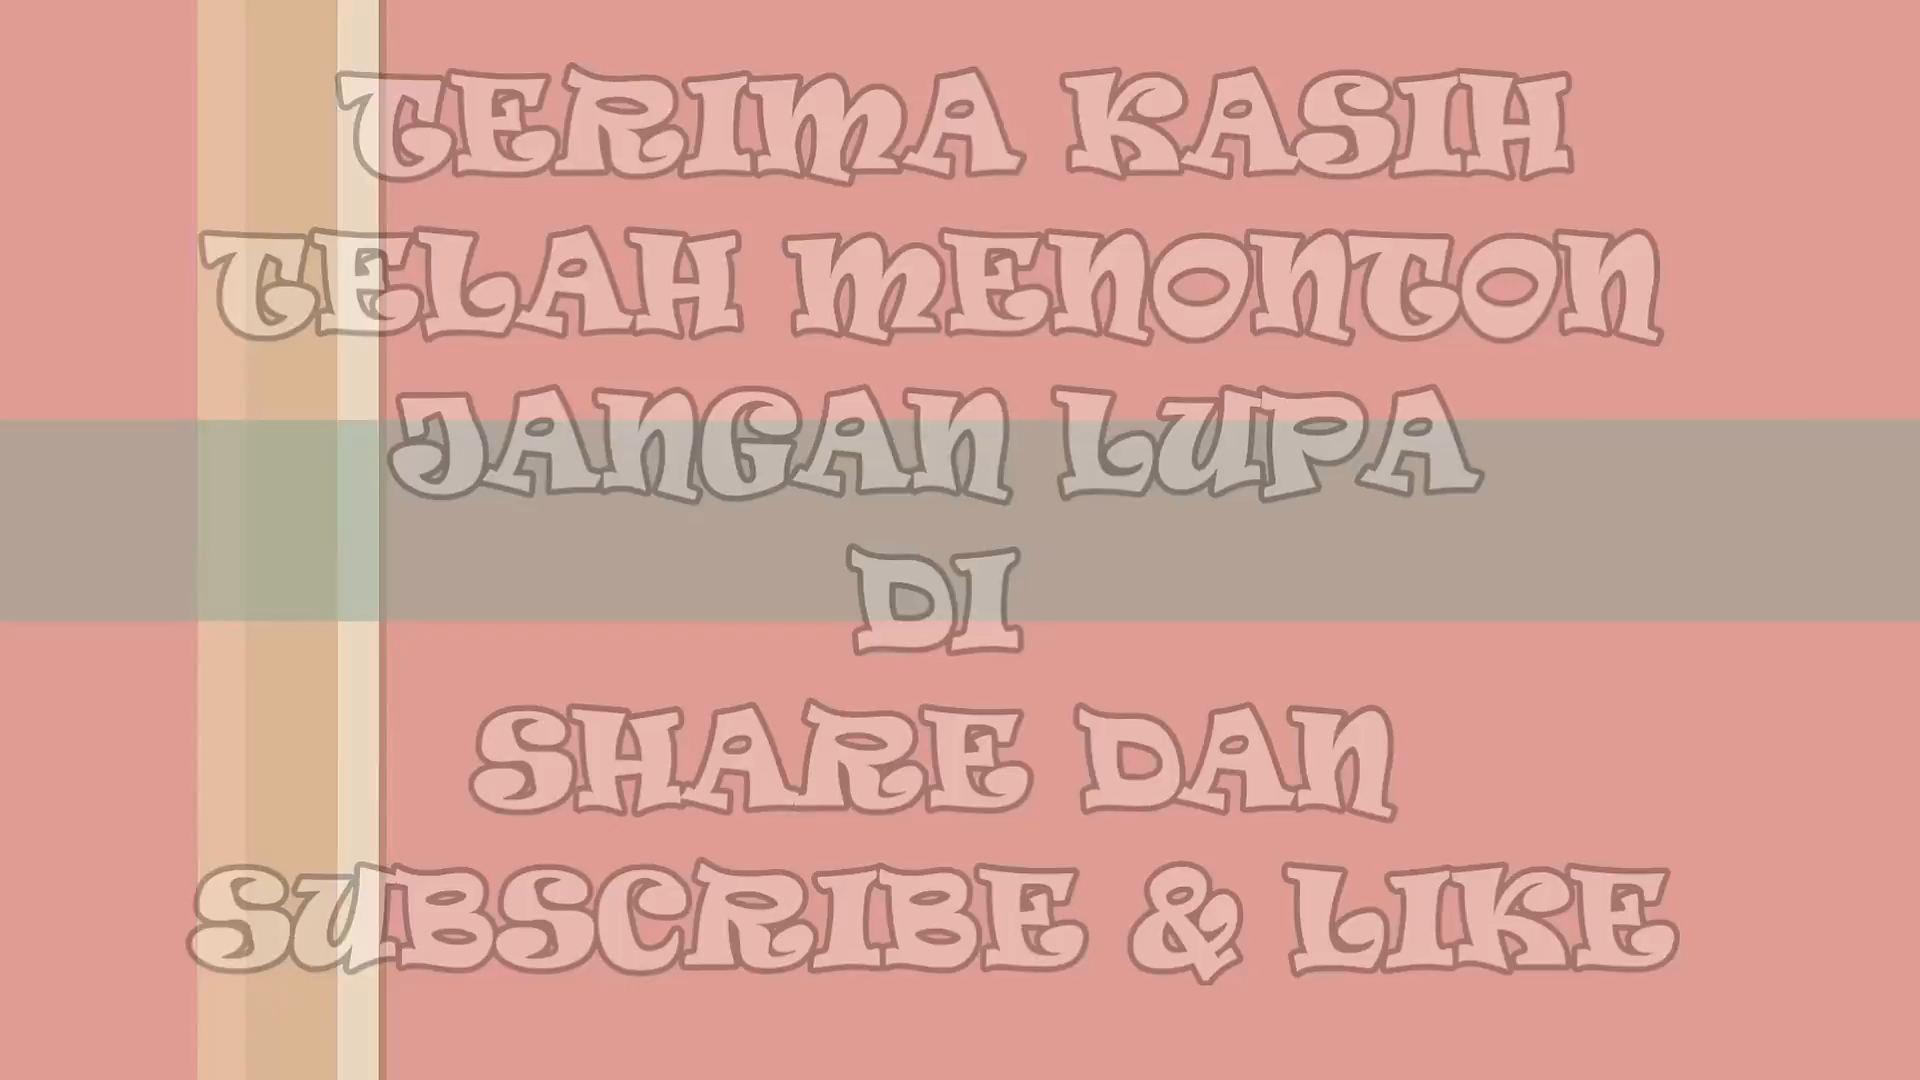 TERIMA KASIH
TELAH MENONTON
JANGAN LUPA
DI
SHARE DAN
SUBSCRIBE & LIKE